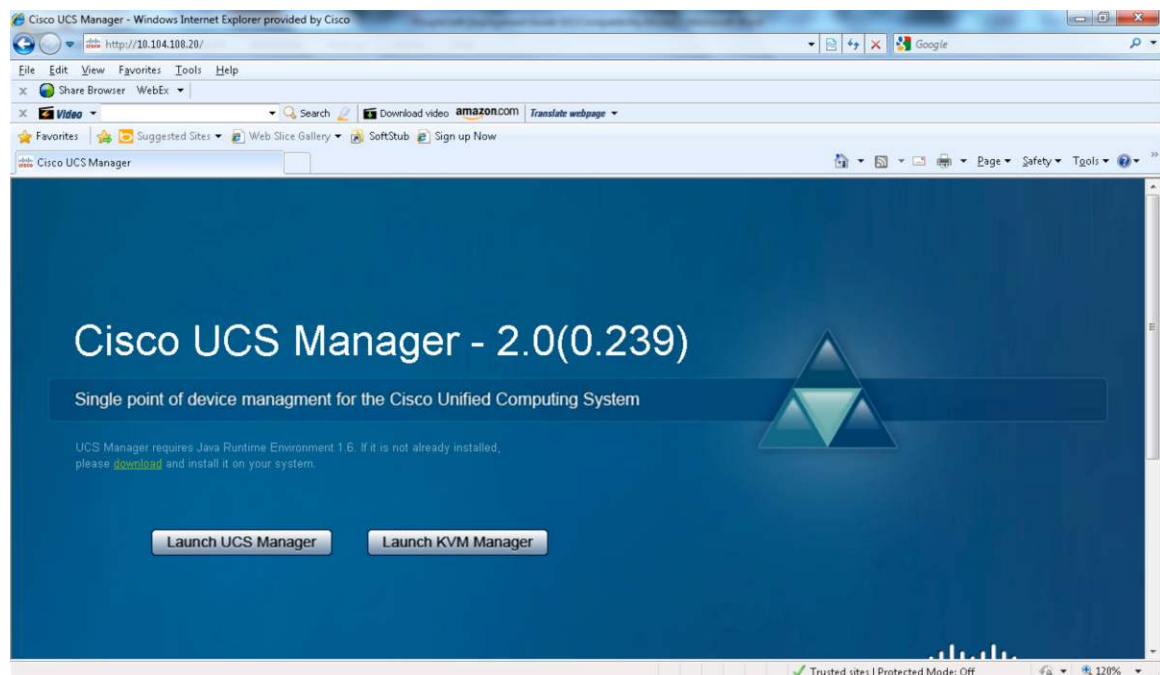 Cisco UCS Manager - Windows Internet Explorer provided by Cisco
http://10.104.108.20/
Google
File Edit View Favorites Tools Help
x Share Browser WebEx
x Video Search Download video amazon.com Translate webpage
Favorites Suggested Sites Web Slice Gallery SoftStub Sign up Now
Cisco UCS Manager
Page Safety Tools
Cisco UCS Manager - 2.0(0.239)
Single point of device managment for the Cisco Unified Computing System
UCS Manager requires Java Runtime Environment 1.6. If it is not already installed,
please download and install it on your system.
Launch UCS Manager Launch KVM Manager
Trusted sites | Protected Mode: Off 120%